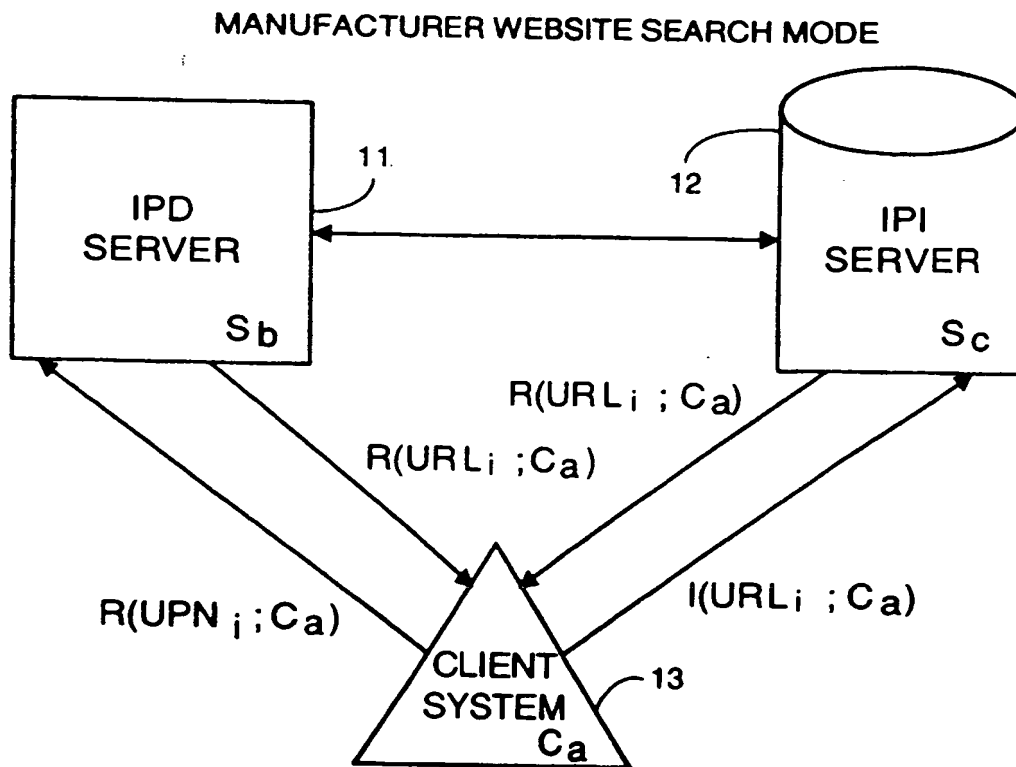 MANUFACTURER WEBSITE SEARCH MODE
11
12
IPD
SERVER
Sb
IPI
SERVER
Sc
R(URLi ;Ca)
R(URLi ;Ca)
R(UPNi ;Ca)
I(URLi ;Ca)
CLIENT
SYSTEM
Ca
13